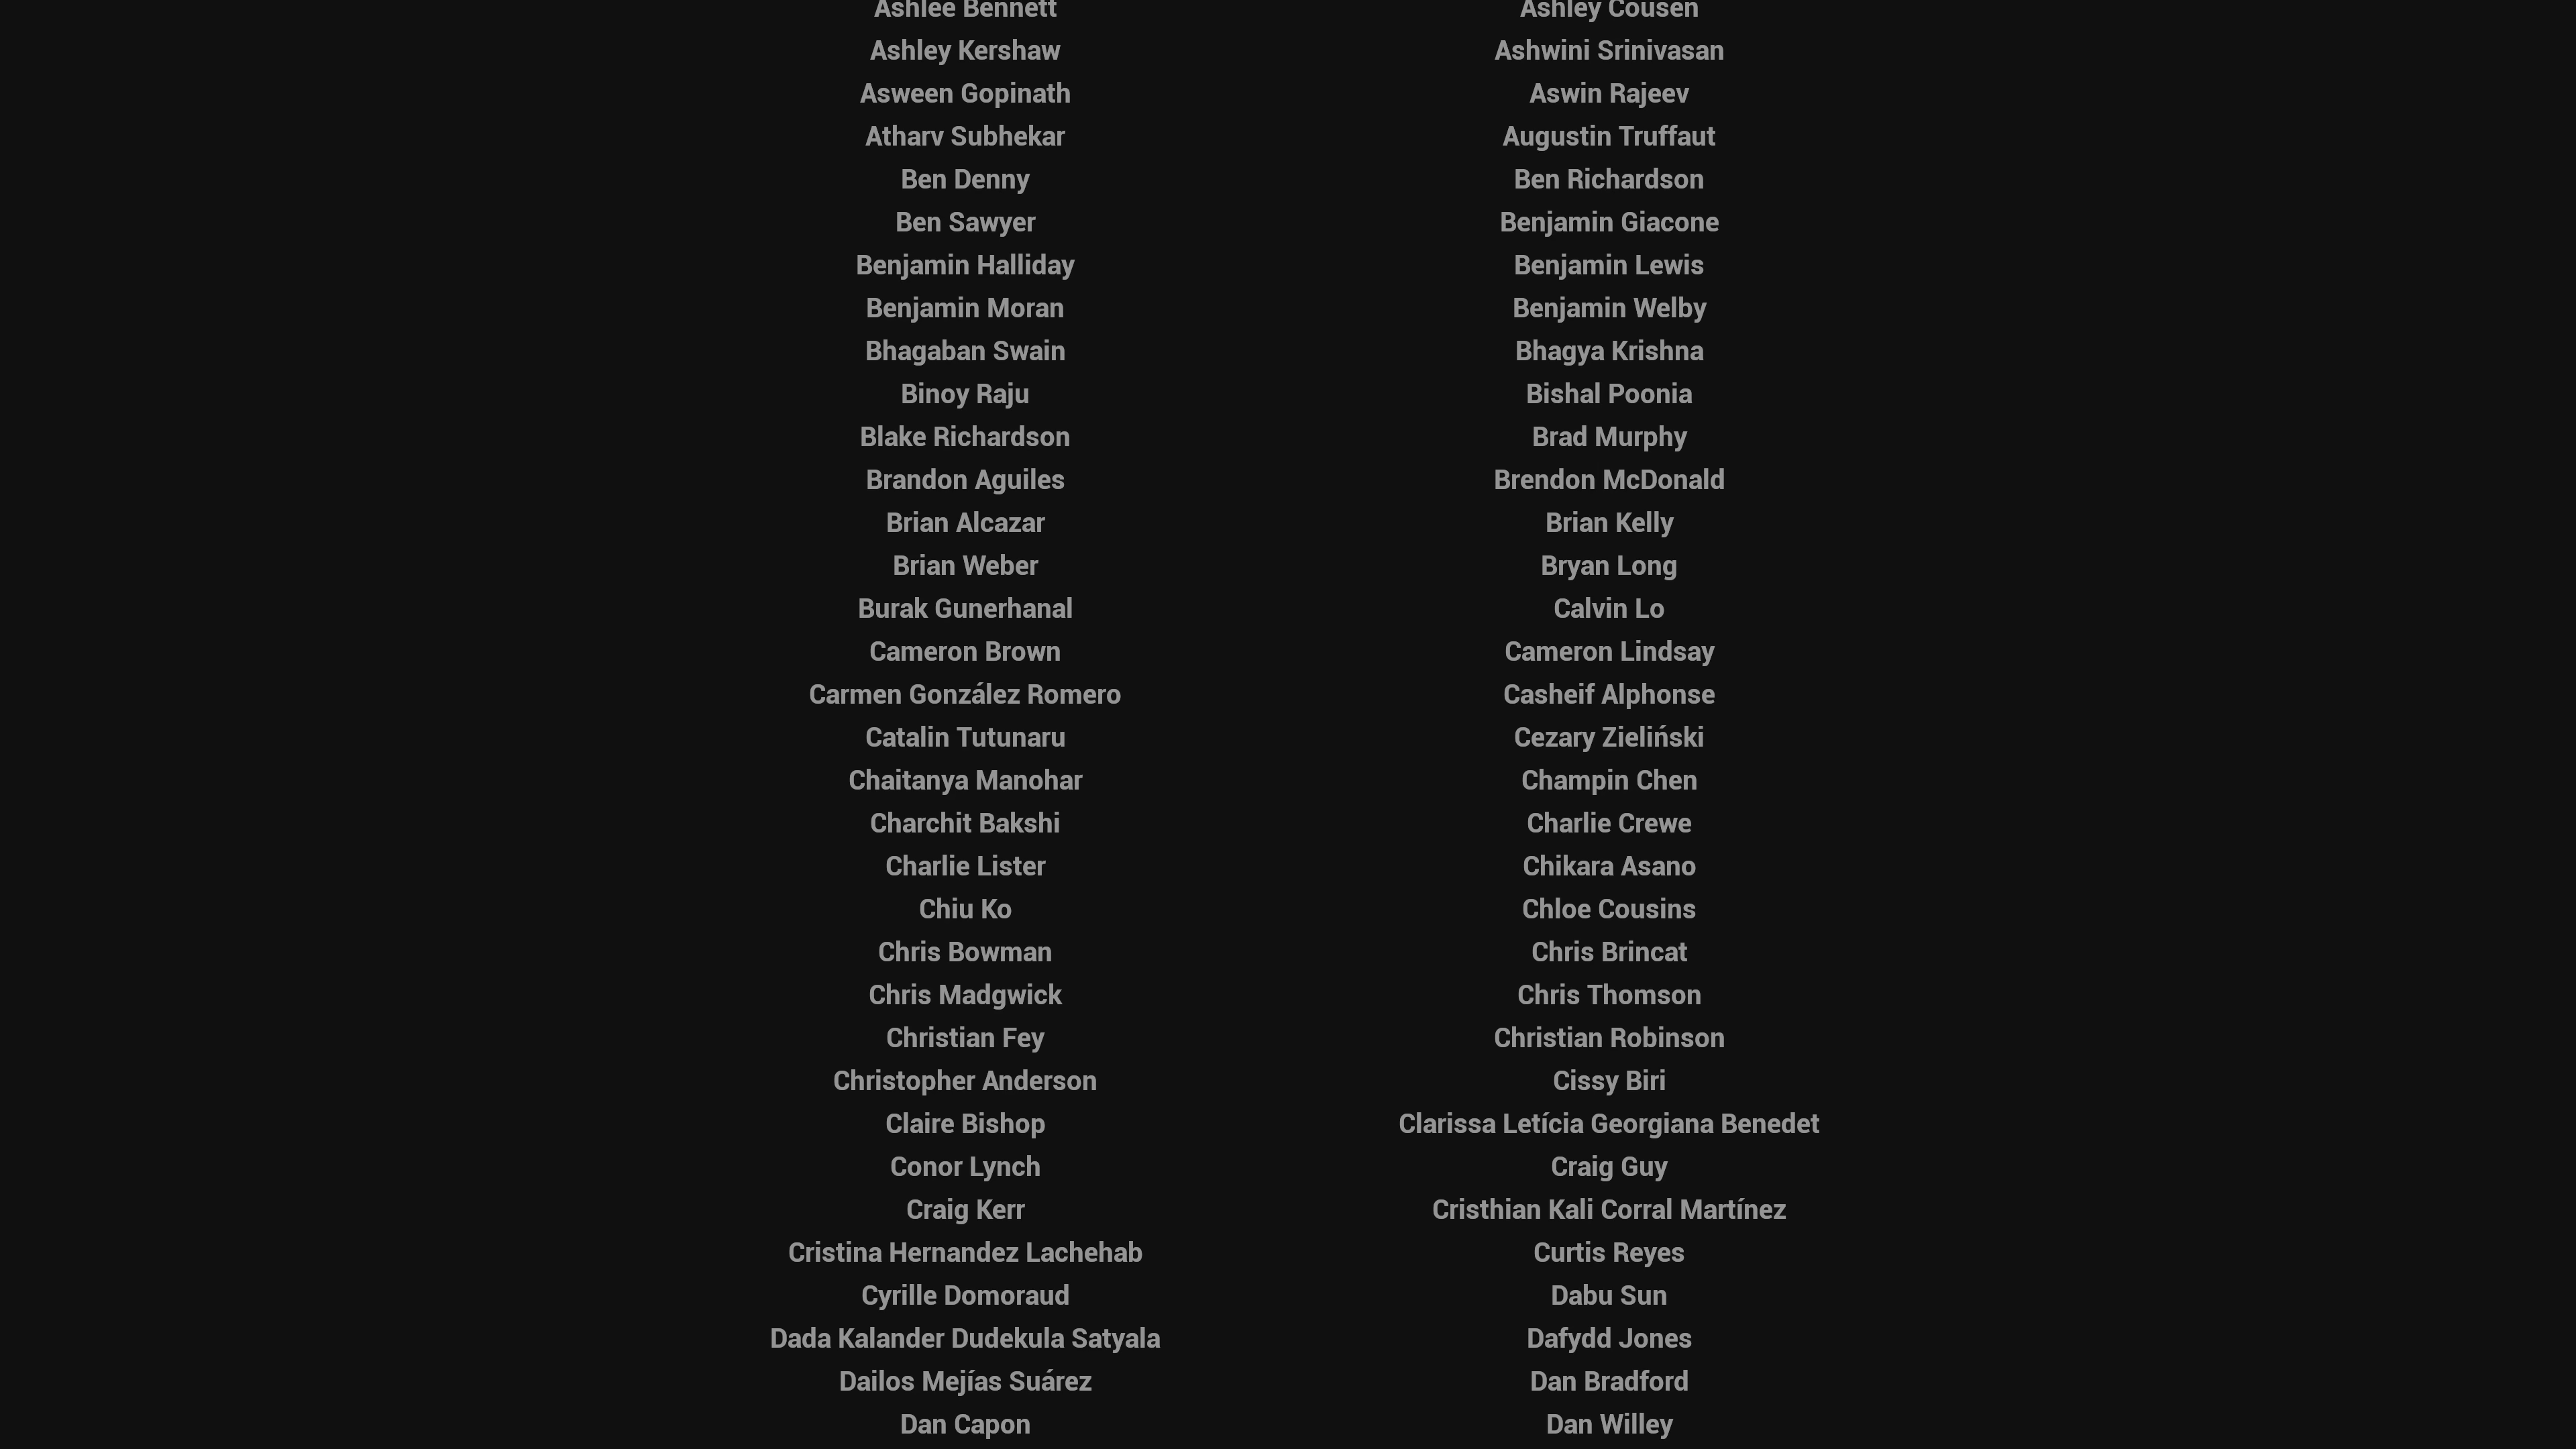 Ashlee Bennett Ashley Cousen
Ashley Kershaw Ashwini Srinivasan
Asween Gopinath Aswin Rajeev
Atharv Subhekar Augustin Truffaut
Ben Denny Ben Richardson
Ben Sawyer Benjamin Giacone
Benjamin Halliday Benjamin Lewis
Benjamin Moran Benjamin Welby
Bhagaban Swain Bhagya Krishna
Binoy Raju Bishal Poonia
Blake Richardson Brad Murphy
Brandon Aguiles Brendon McDonald
Brian Alcazar Brian Kelly
Brian Weber Bryan Long
Burak Gunerhanal Calvin Lo
Cameron Brown Cameron Lindsay
Carmen González Romero Casheif Alphonse
Catalin Tutunaru Cezary Zieliński
Chaitanya Manohar Champin Chen
Charchit Bakshi Charlie Crewe
Charlie Lister Chikara Asano
Chiu Ko Chloe Cousins
Chris Bowman Chris Brincat
Chris Madgwick Chris Thomson
Christian Fey Christian Robinson
Christopher Anderson Cissy Biri
Claire Bishop Clarissa Letícia Georgiana Benedet
Conor Lynch Craig Guy
Craig Kerr Cristhian Kali Corral Martínez
Cristina Hernandez Lachehab Curtis Reyes
Cyrille Domoraud Dabu Sun
Dada Kalander Dudekula Satyala Dafydd Jones
Dailos Mejías Suárez Dan Bradford
Dan Capon Dan Willey